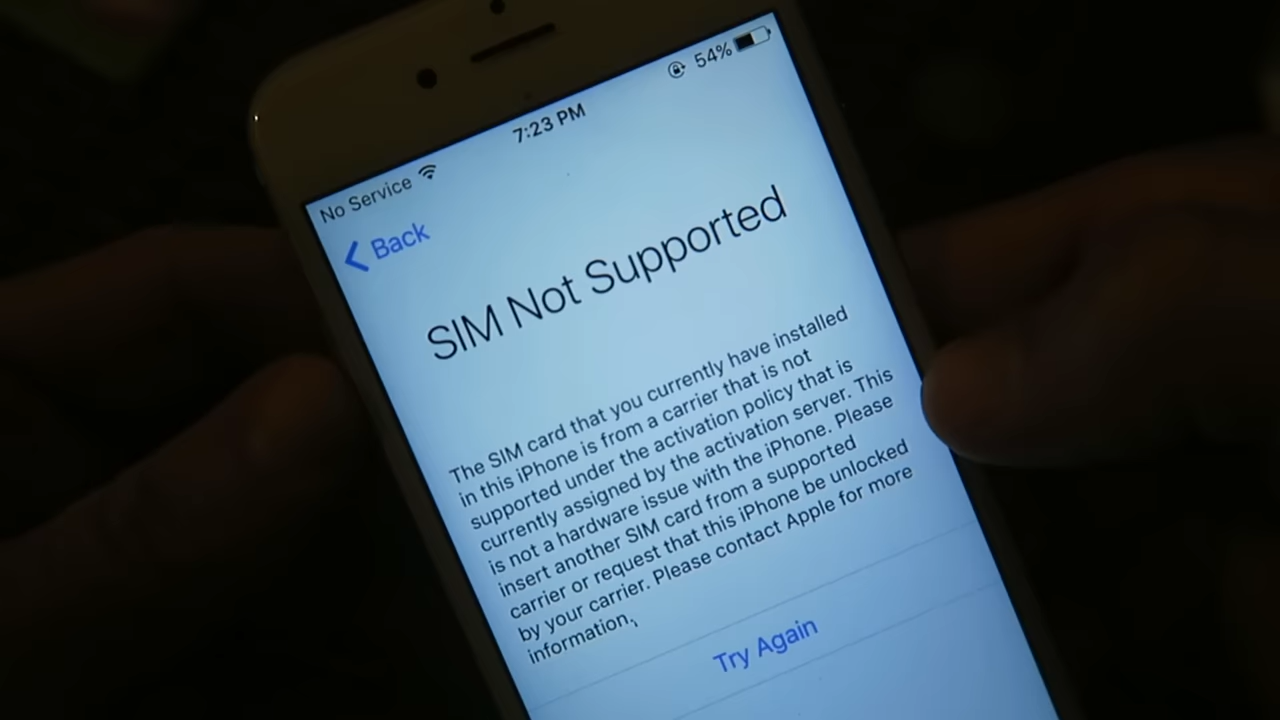 No Service 7:23 PM 54%
Back
SIM Not Supported
The SIM card that you currently have installed
in this iPhone is from a carrier that is not
supported under the activation policy that is
currently assigned by the activation server. This
is not a hardware issue with the iPhone. Please
insert another SIM card from a supported
carrier or request that this iPhone be unlocked
by your carrier. Please contact Apple for more
information.
Try Again